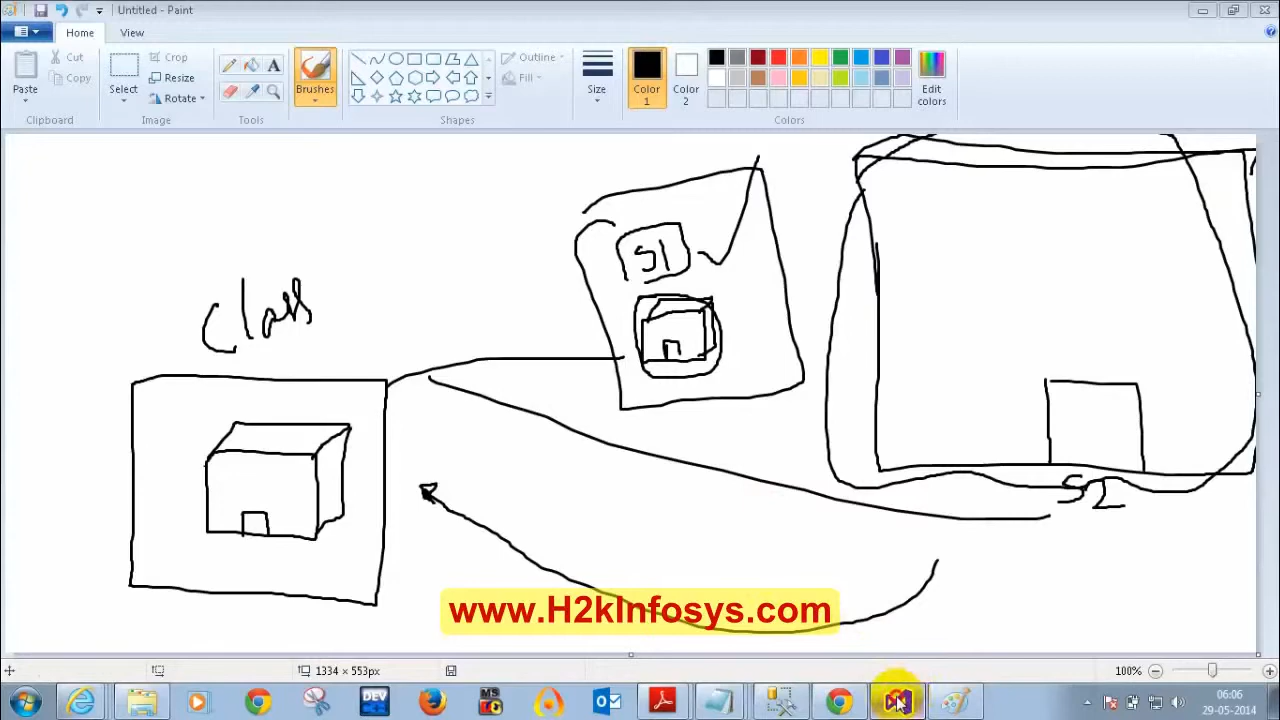 Untitled - Paint
Home
View
Paste
Cut
Copy
Clipboard
Select
Crop
Resize
Rotate
Image
A
Tools
Brushes
Shapes
Outline
Fill
Size
Color 1
Color 2
Edit colors
Colors
S1
class
S2
www.H2kInfosys.com
1334 × 553px
100%
DEV
MS
06:06
29-05-2014